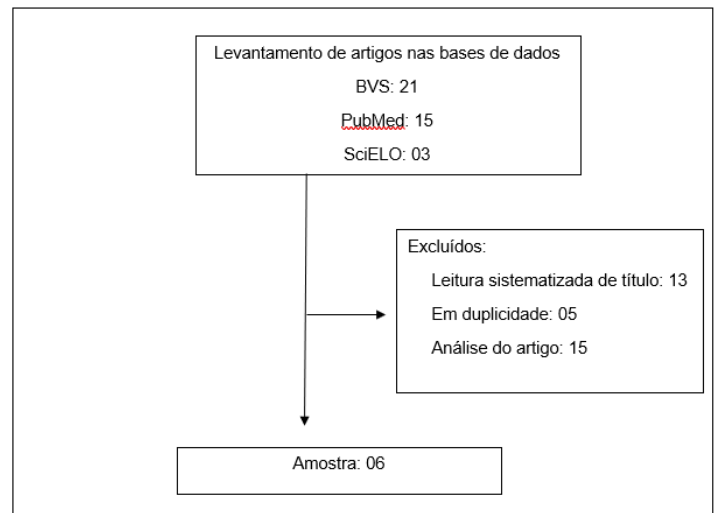 Levantamento de artigos nas bases de dados
BVS: 21
PubMed: 15
SciELO: 03
Excluídos:
Leitura sistematizada de título: 13
Em duplicidade: 05
Análise do artigo: 15
Amostra: 06